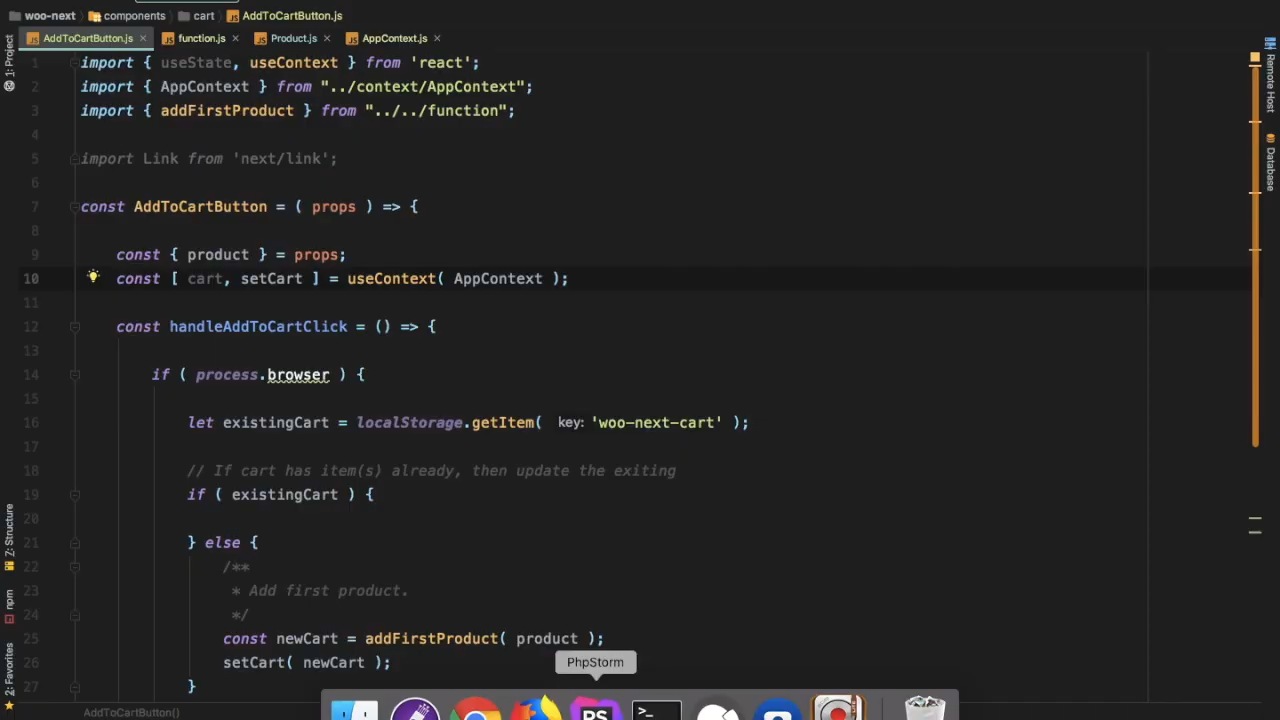 woo-next components cart AddToCartButton.js
AddToCartButton.js function.js Product.js AppContext.js
1: Project
Remote Host
Database
1 import { useState, useContext } from 'react';
2 import { AppContext } from "../context/AppContext";
3 import { addFirstProduct } from "../../function";
4
5 import Link from 'next/link';
6
7 const AddToCartButton = ( props ) => {
8
9 const { product } = props;
10 const [ cart, setCart ] = useContext( AppContext );
11
12 const handleAddToCartClick = () => {
13
14 if ( process.browser ) {
15
16 let existingCart = localStorage.getItem( key: 'woo-next-cart' );
17
18 // If cart has item(s) already, then update the exiting
19 if ( existingCart ) {
20
21 } else {
22 /**
23 * Add first product.
24 */
25 const newCart = addFirstProduct( product );
26 setCart( newCart );
27 }
Z: Structure
npm
2: Favorites
PhpStorm
PS
>_
AddToCartButton()